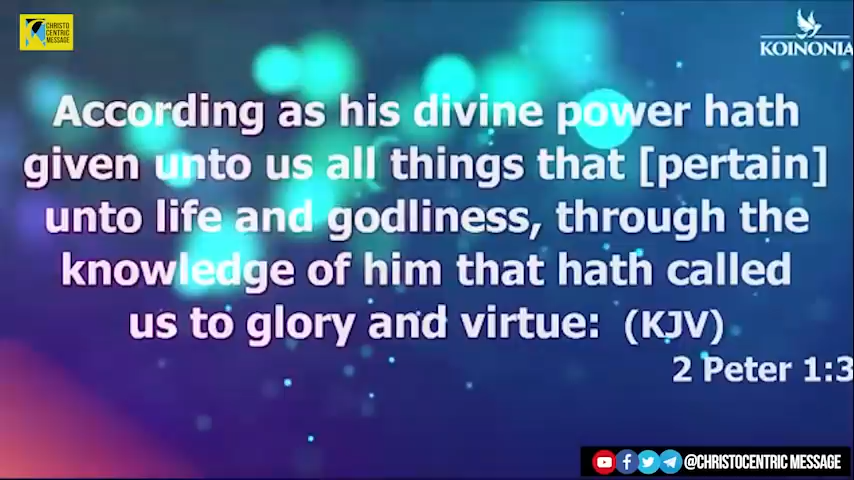 CHRISTO
CENTRIC
MESSAGE
KOINONIA
According as his divine power hath
given unto us all things that [pertain]
unto life and godliness, through the
knowledge of him that hath called
us to glory and virtue: (KJV)
2 Peter 1:3
@CHRISTOCENTRIC MESSAGE